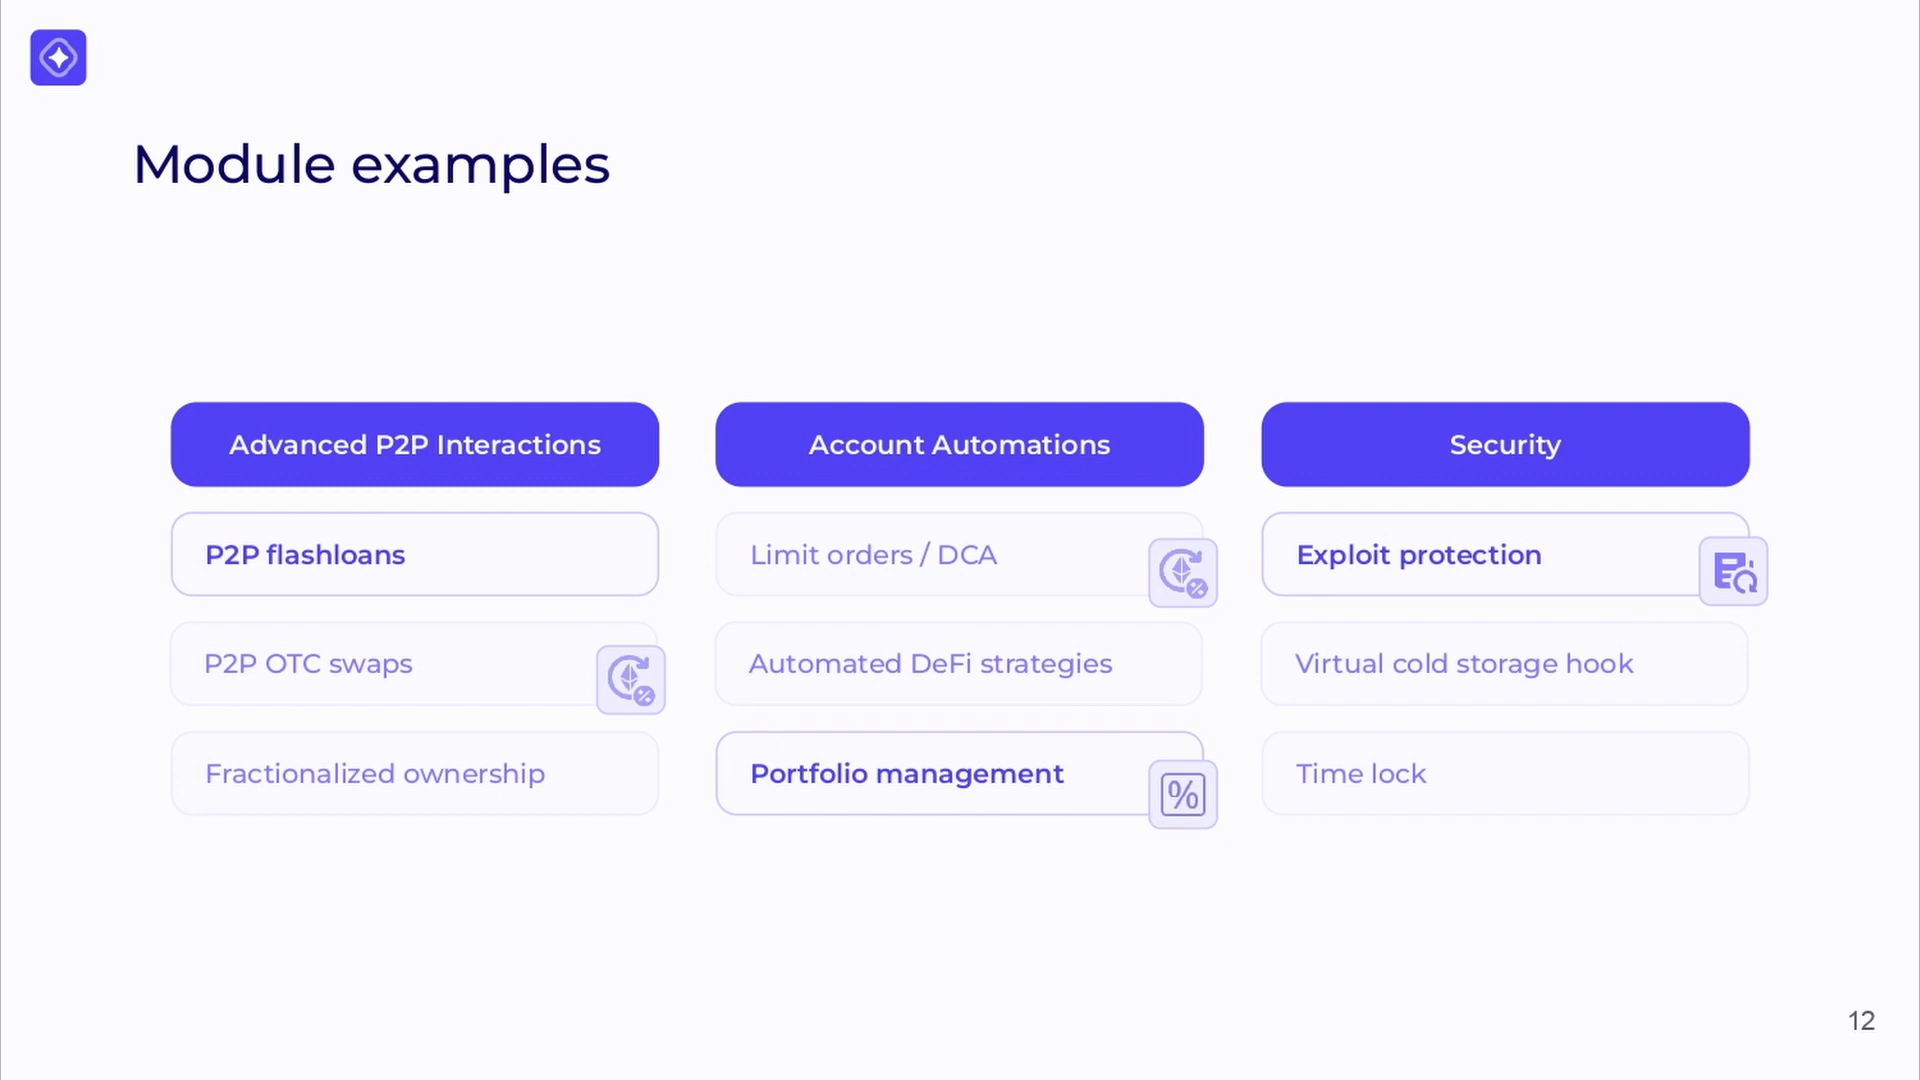 Module examples
Advanced P2P Interactions
P2P flashloans
P2P OTC swaps
Fractionalized ownership
Account Automations
Limit orders / DCA
%
Automated DeFi strategies
Portfolio management
%
Security
Exploit protection
Virtual cold storage hook
Time lock
12